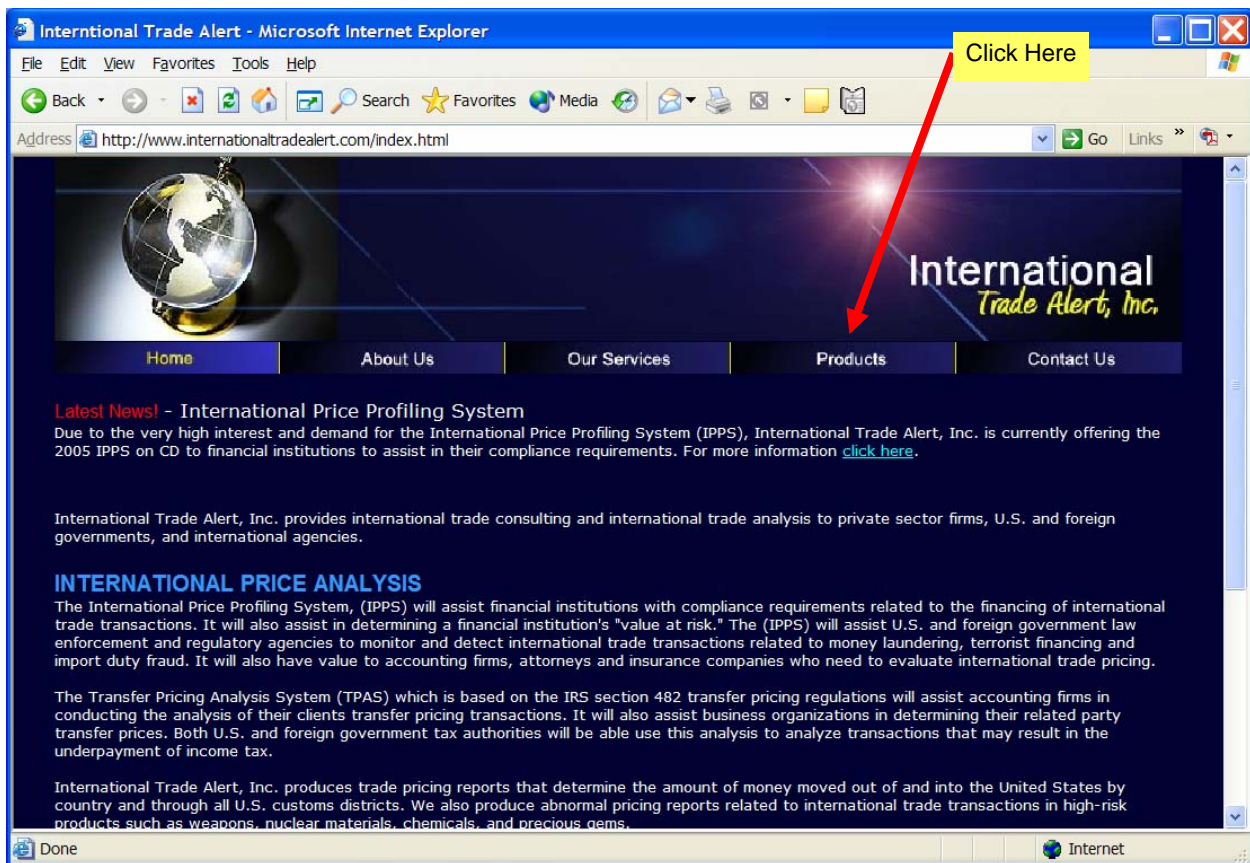 Interntional Trade Alert - Microsoft Internet Explorer
Click Here
File Edit View Favorites Tools Help
Back Search Favorites Media
Address http://www.internationaltradealert.com/index.html Go Links »
International
Trade Alert, Inc.
Home About Us Our Services Products Contact Us
Latest News! - International Price Profiling System
Due to the very high interest and demand for the International Price Profiling System (IPPS), International Trade Alert, Inc. is currently offering the
2005 IPPS on CD to financial institutions to assist in their compliance requirements. For more information click here.
International Trade Alert, Inc. provides international trade consulting and international trade analysis to private sector firms, U.S. and foreign
governments, and international agencies.
INTERNATIONAL PRICE ANALYSIS
The International Price Profiling System, (IPPS) will assist financial institutions with compliance requirements related to the financing of international
trade transactions. It will also assist in determining a financial institution's "value at risk." The (IPPS) will assist U.S. and foreign government law
enforcement and regulatory agencies to monitor and detect international trade transactions related to money laundering, terrorist financing and
import duty fraud. It will also have value to accounting firms, attorneys and insurance companies who need to evaluate international trade pricing.
The Transfer Pricing Analysis System (TPAS) which is based on the IRS section 482 transfer pricing regulations will assist accounting firms in
conducting the analysis of their clients transfer pricing transactions. It will also assist business organizations in determining their related party
transfer prices. Both U.S. and foreign government tax authorities will be able use this analysis to analyze transactions that may result in the
underpayment of income tax.
International Trade Alert, Inc. produces trade pricing reports that determine the amount of money moved out of and into the United States by
country and through all U.S. customs districts. We also produce abnormal pricing reports related to international trade transactions in high-risk
products such as weapons, nuclear materials, chemicals, and precious gems.
Done Internet